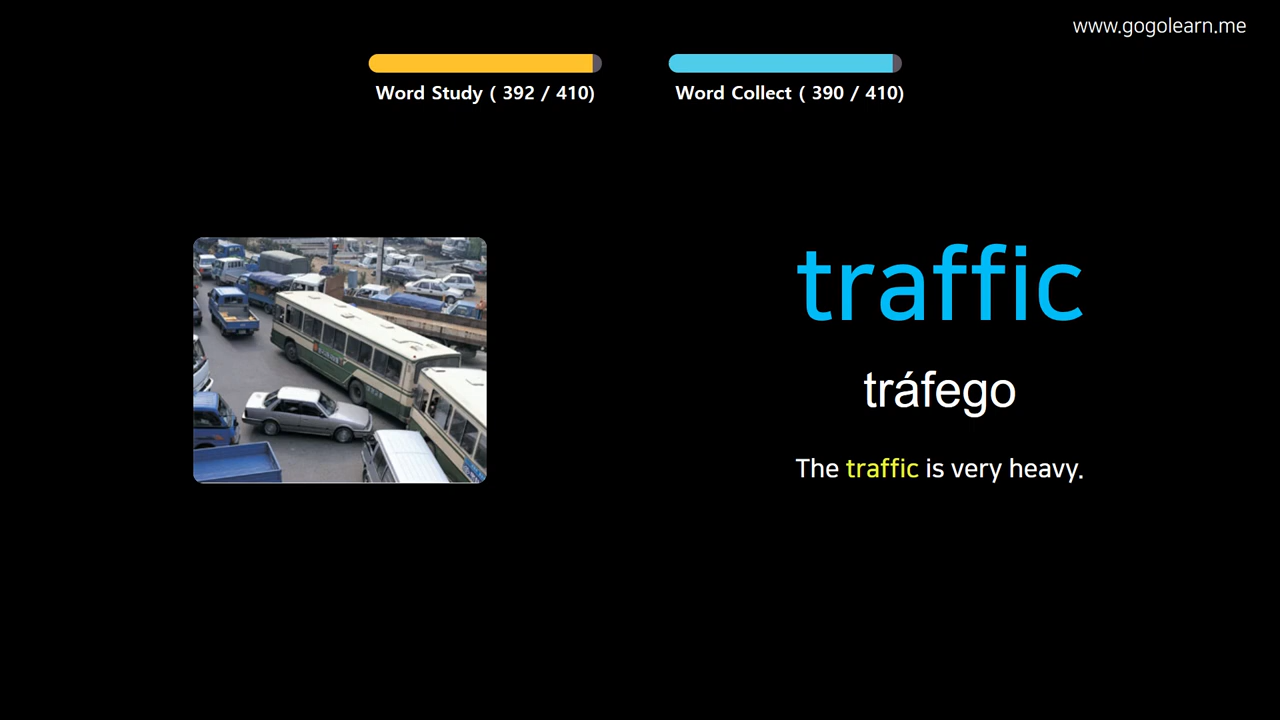 www.gogolearn.me
Word Study ( 392 / 410)
Word Collect ( 390 / 410)
traffic
tráfego
The traffic is very heavy.